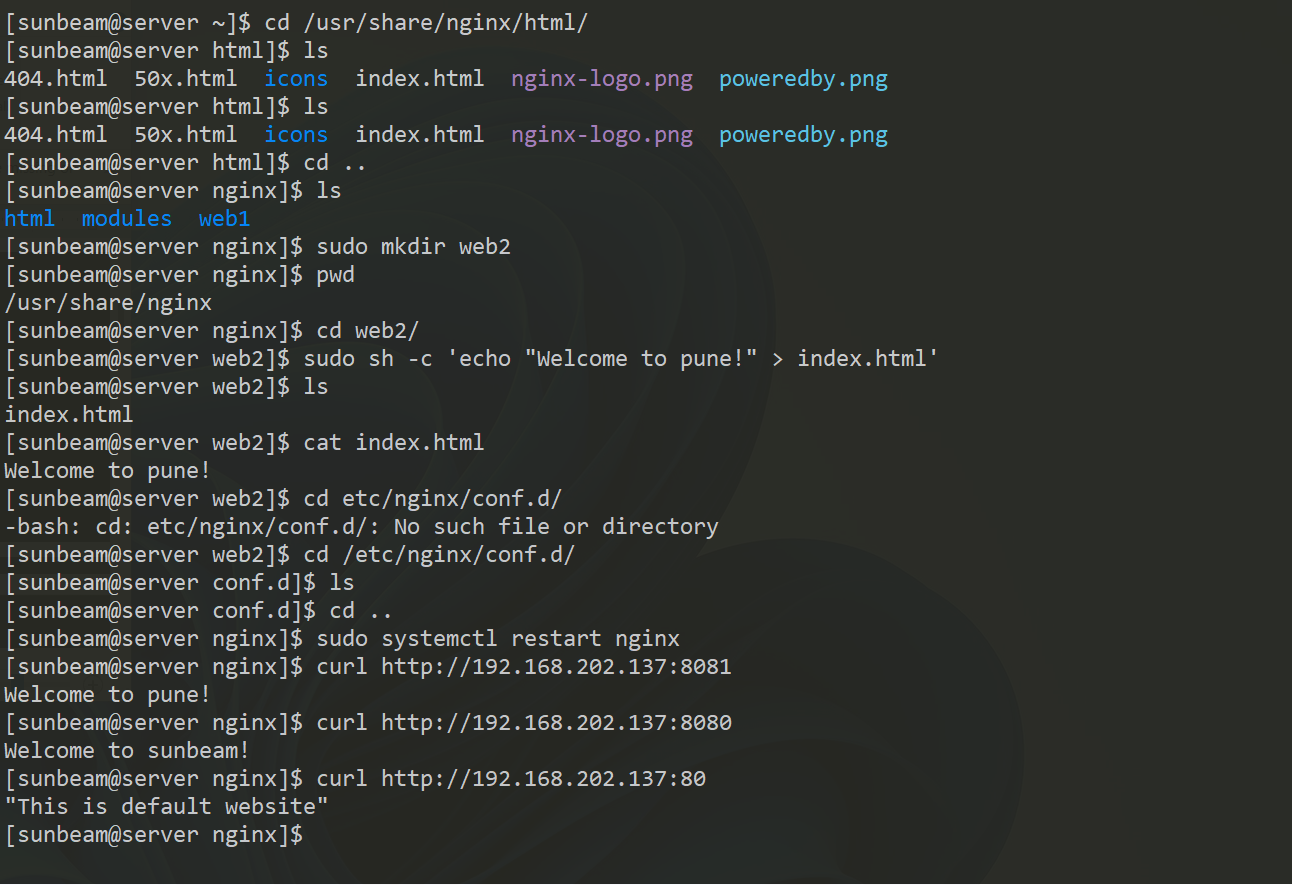 [sunbeam@server ~]$ cd /usr/share/nginx/html/
[sunbeam@server html]$ ls
404.html  50x.html  icons  index.html  nginx-logo.png  poweredby.png
[sunbeam@server html]$ ls
404.html  50x.html  icons  index.html  nginx-logo.png  poweredby.png
[sunbeam@server html]$ cd ..
[sunbeam@server nginx]$ ls
html  modules  web1
[sunbeam@server nginx]$ sudo mkdir web2
[sunbeam@server nginx]$ pwd
/usr/share/nginx
[sunbeam@server nginx]$ cd web2/
[sunbeam@server web2]$ sudo sh -c 'echo "Welcome to pune!" > index.html'
[sunbeam@server web2]$ ls
index.html
[sunbeam@server web2]$ cat index.html
Welcome to pune!
[sunbeam@server web2]$ cd etc/nginx/conf.d/
-bash: cd: etc/nginx/conf.d/: No such file or directory
[sunbeam@server web2]$ cd /etc/nginx/conf.d/
[sunbeam@server conf.d]$ ls
[sunbeam@server conf.d]$ cd ..
[sunbeam@server nginx]$ sudo systemctl restart nginx
[sunbeam@server nginx]$ curl http://192.168.202.137:8081
Welcome to pune!
[sunbeam@server nginx]$ curl http://192.168.202.137:8080
Welcome to sunbeam!
[sunbeam@server nginx]$ curl http://192.168.202.137:80
"This is default website"
[sunbeam@server nginx]$